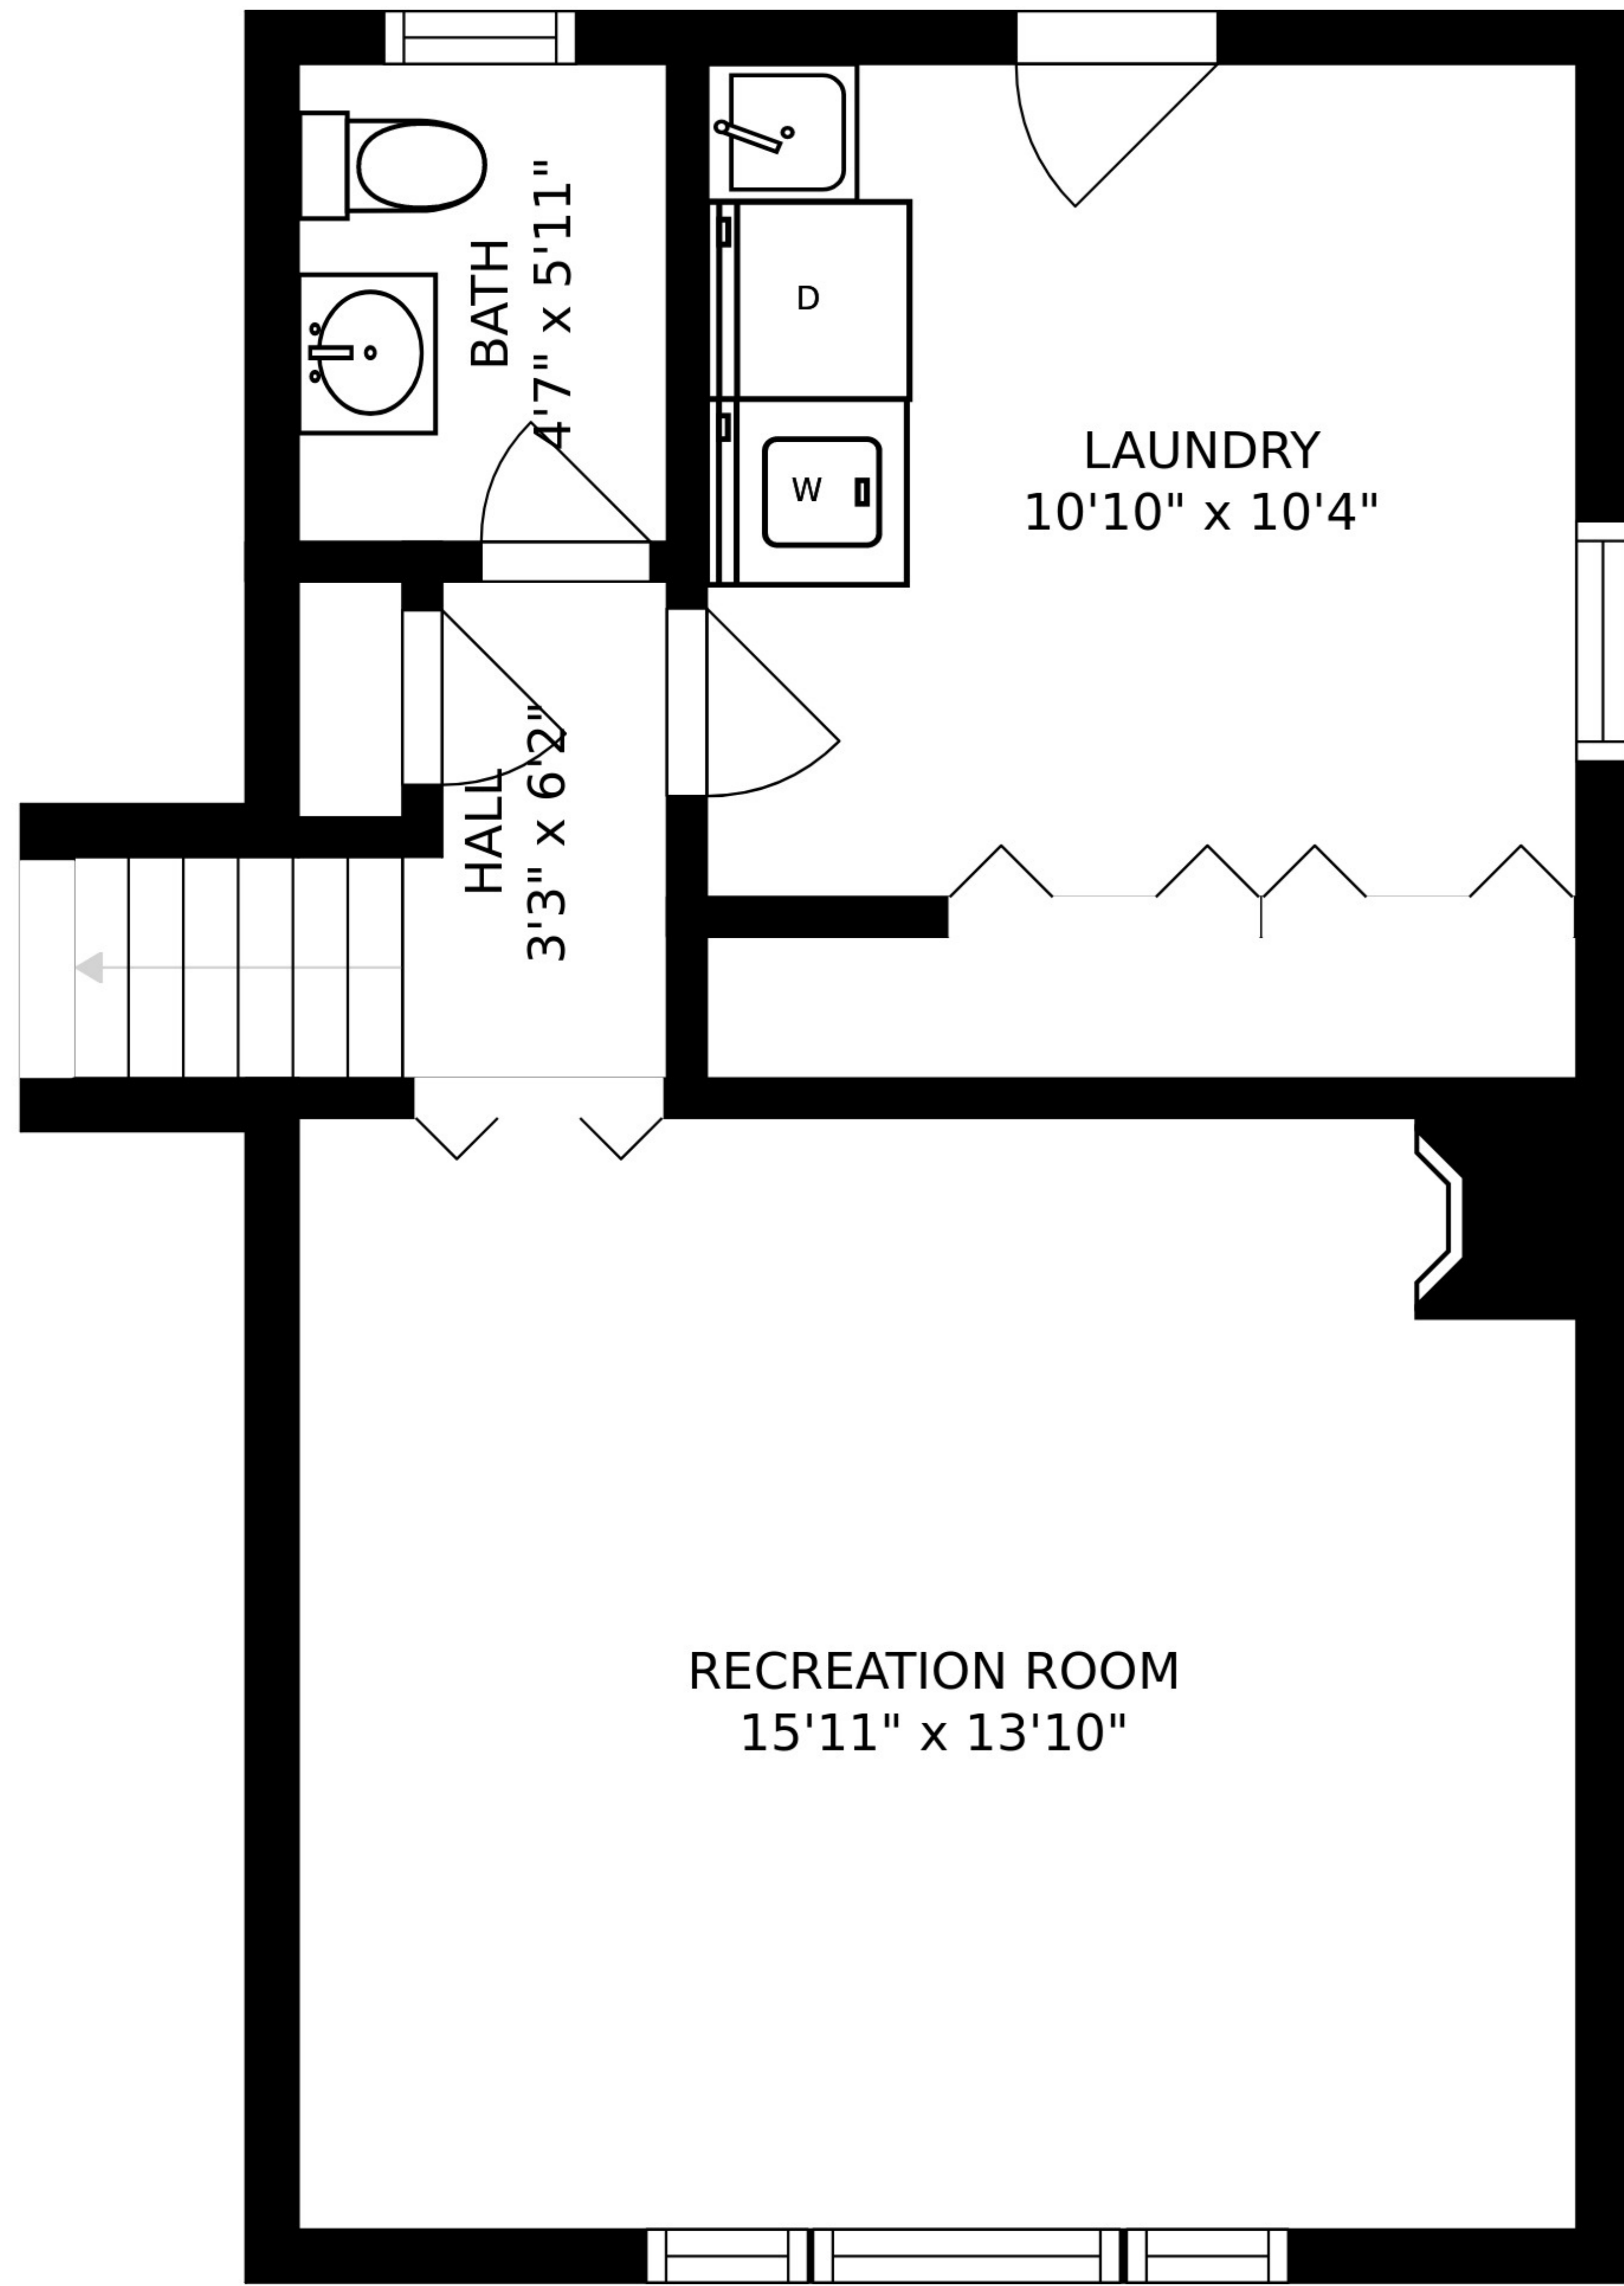 BATH
4'7" x 5'11"
D
W
LAUNDRY
10'10" x 10'4"
HALL
3'3" x 6'2"
RECREATION ROOM
15'11" x 13'10"